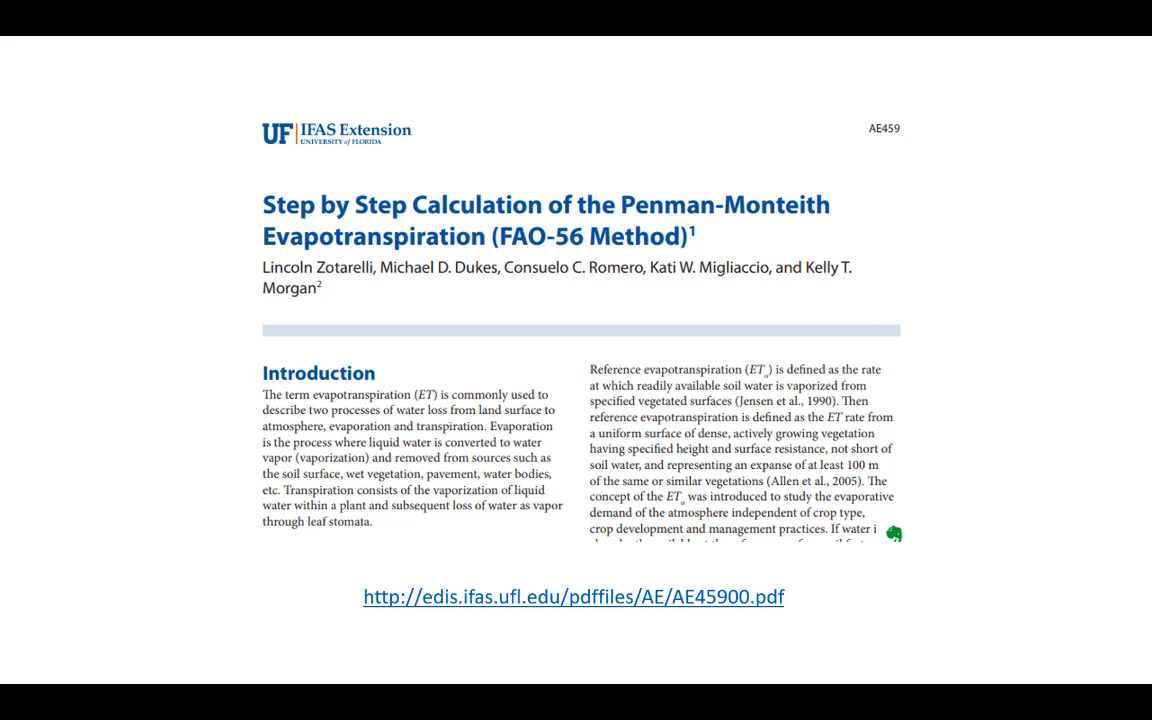 UF IFAS Extension
UNIVERSITY of FLORIDA
AE459
Step by Step Calculation of the Penman-Monteith
Evapotranspiration (FAO-56 Method)1
Lincoln Zotarelli, Michael D. Dukes, Consuelo C. Romero, Kati W. Migliaccio, and Kelly T.
Morgan2
Introduction
The term evapotranspiration (ET) is commonly used to
describe two processes of water loss from land surface to
atmosphere, evaporation and transpiration. Evaporation
is the process where liquid water is converted to water
vapor (vaporization) and removed from sources such as
the soil surface, wet vegetation, pavement, water bodies,
etc. Transpiration consists of the vaporization of liquid
water within a plant and subsequent loss of water as vapor
through leaf stomata.
Reference evapotranspiration (ETo) is defined as the rate
at which readily available soil water is vaporized from
specified vegetated surfaces (Jensen et al., 1990). Then
reference evapotranspiration is defined as the ET rate from
a uniform surface of dense, actively growing vegetation
having specified height and surface resistance, not short of
soil water, and representing an expanse of at least 100 m
of the same or similar vegetations (Allen et al., 2005). The
concept of the ETo was introduced to study the evaporative
demand of the atmosphere independent of crop type,
crop development and management practices. If water i
http://edis.ifas.ufl.edu/pdffiles/AE/AE45900.pdf